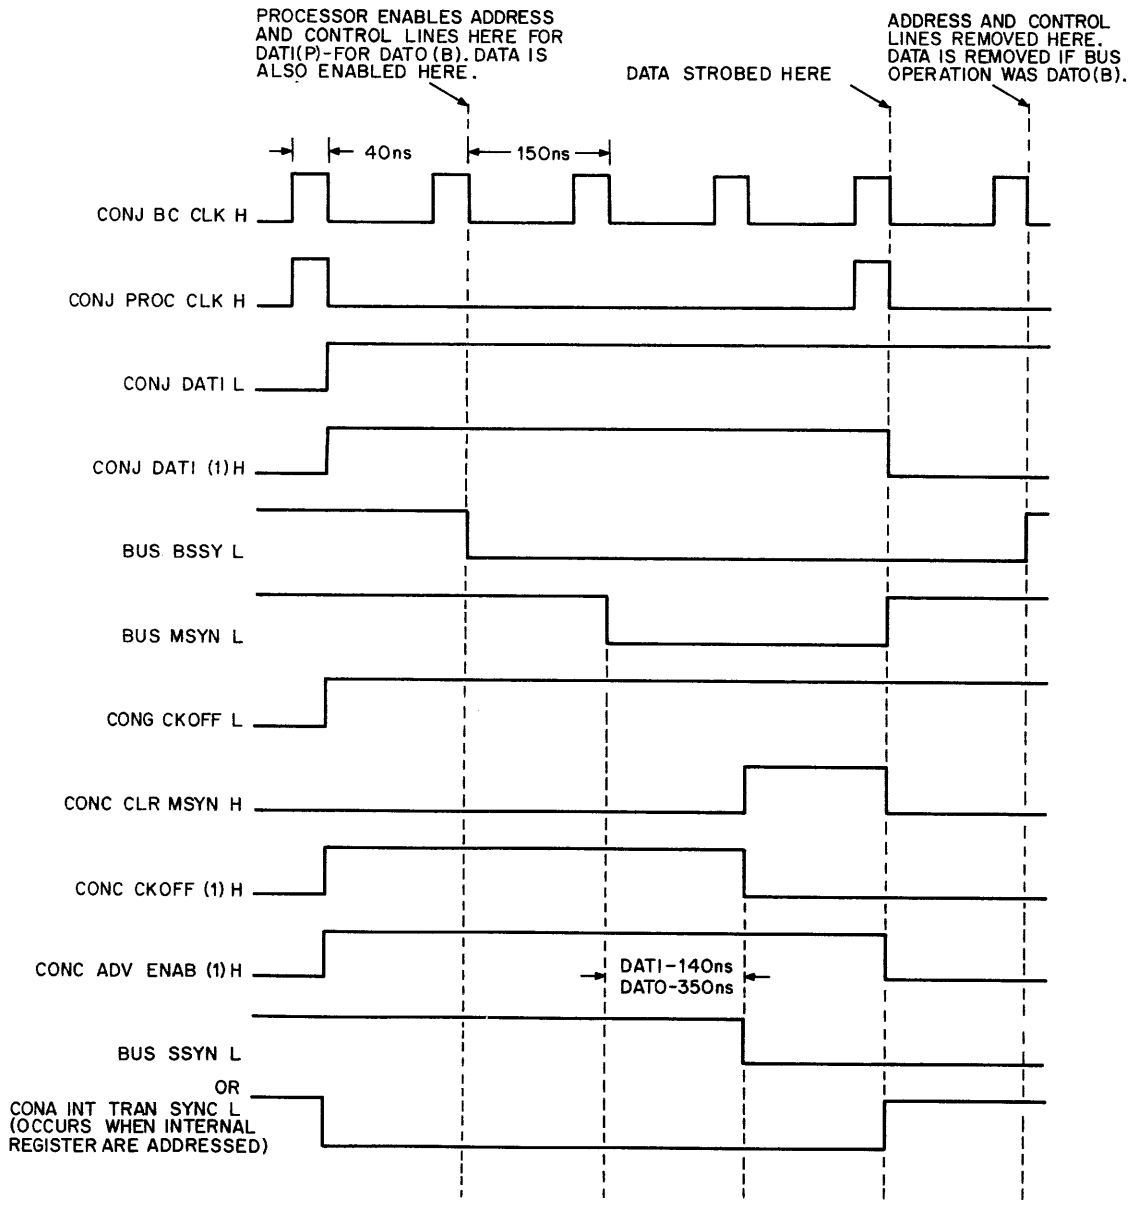 PROCESSOR ENABLES ADDRESS
AND CONTROL LINES HERE FOR
DATI(P)-FOR DATO (B). DATA IS
ALSO ENABLED HERE.
DATA STROBED HERE
ADDRESS AND CONTROL
LINES REMOVED HERE.
DATA IS REMOVED IF BUS
OPERATION WAS DATO(B).
40ns
150ns
CONJ BC CLK H
CONJ PROC CLK H
CONJ DATI L
CONJ DATI (1) H
BUS BSSY L
BUS MSYN L
CONG CKOFF L
CONC CLR MSYN H
CONC CKOFF (1) H
CONC ADV ENAB (1) H
DATI-140ns
DATO-350ns
BUS SSYN L
OR
CONA INT TRAN SYNC L
(OCCURS WHEN INTERNAL
REGISTER ARE ADDRESSED)